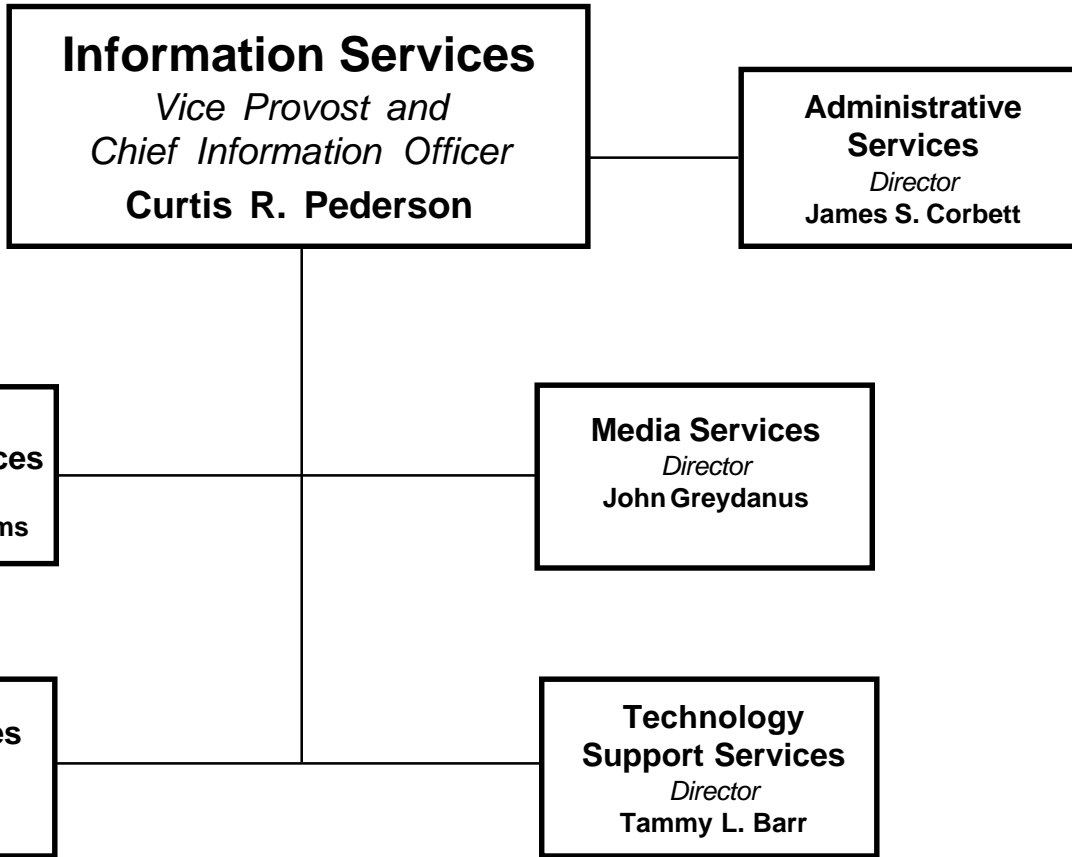 Information Services
Vice Provost and
Chief Information Officer
Curtis R. Pederson
Administrative
Services
Director
James S. Corbett
Media Services
Director
John Greydanus
Technology
Support Services
Director
Tammy L. Barr